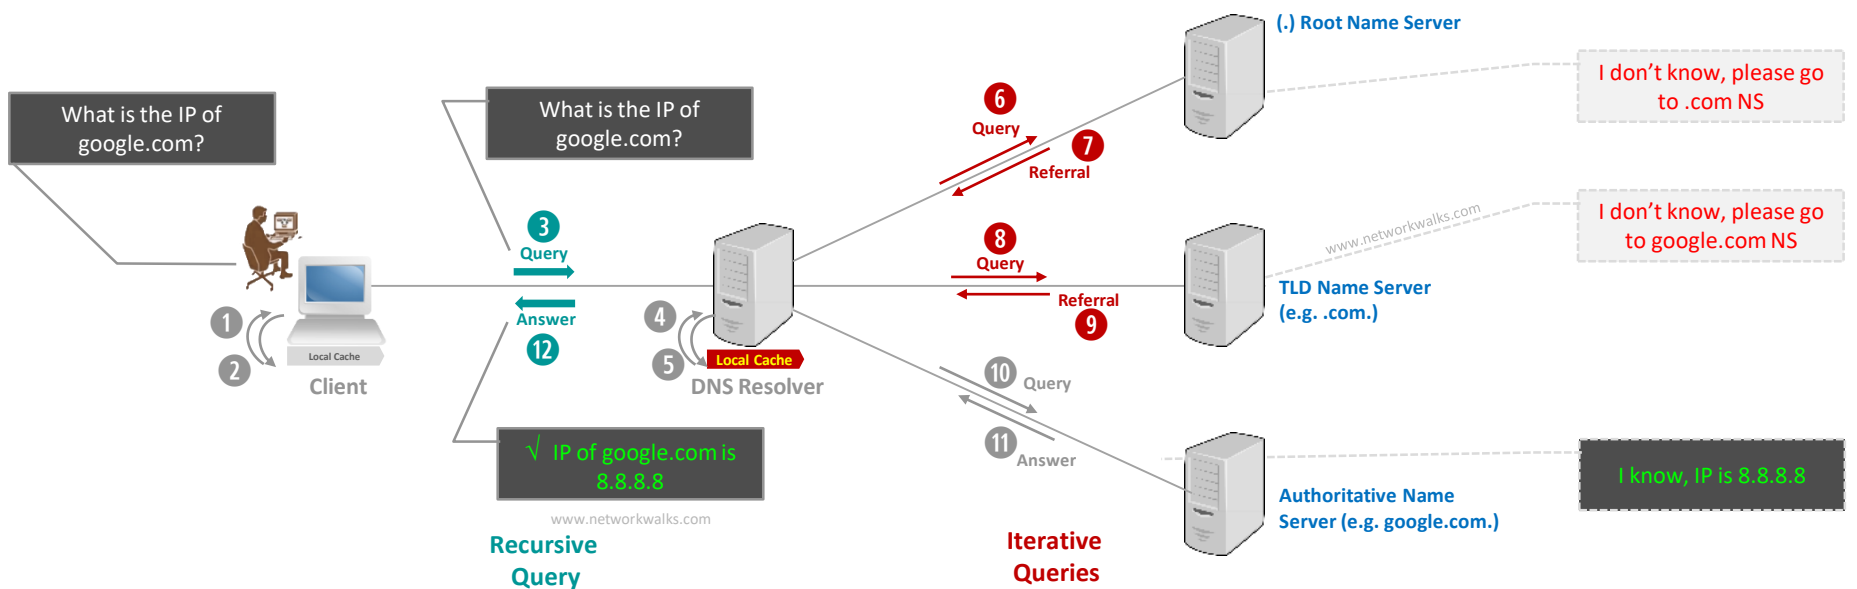 (.) Root Name Server
I don't know, please go
to .com NS
What is the IP of
google.com?
What is the IP of
google.com?
6
Query
7
Referral
I don't know, please go
to google.com NS
www.networkwalks.com
3
Query
8
Query
TLD Name Server
(e.g. .com.)
Referral
9
1
2
Local Cache
Client
Answer
12
4
5
Local Cache
DNS Resolver
10
Query
11
Answer
√ IP of google.com is
8.8.8.8
www.networkwalks.com
I know, IP is 8.8.8.8
Authoritative Name
Server (e.g. google.com.)
Recursive
Query
Iterative
Queries